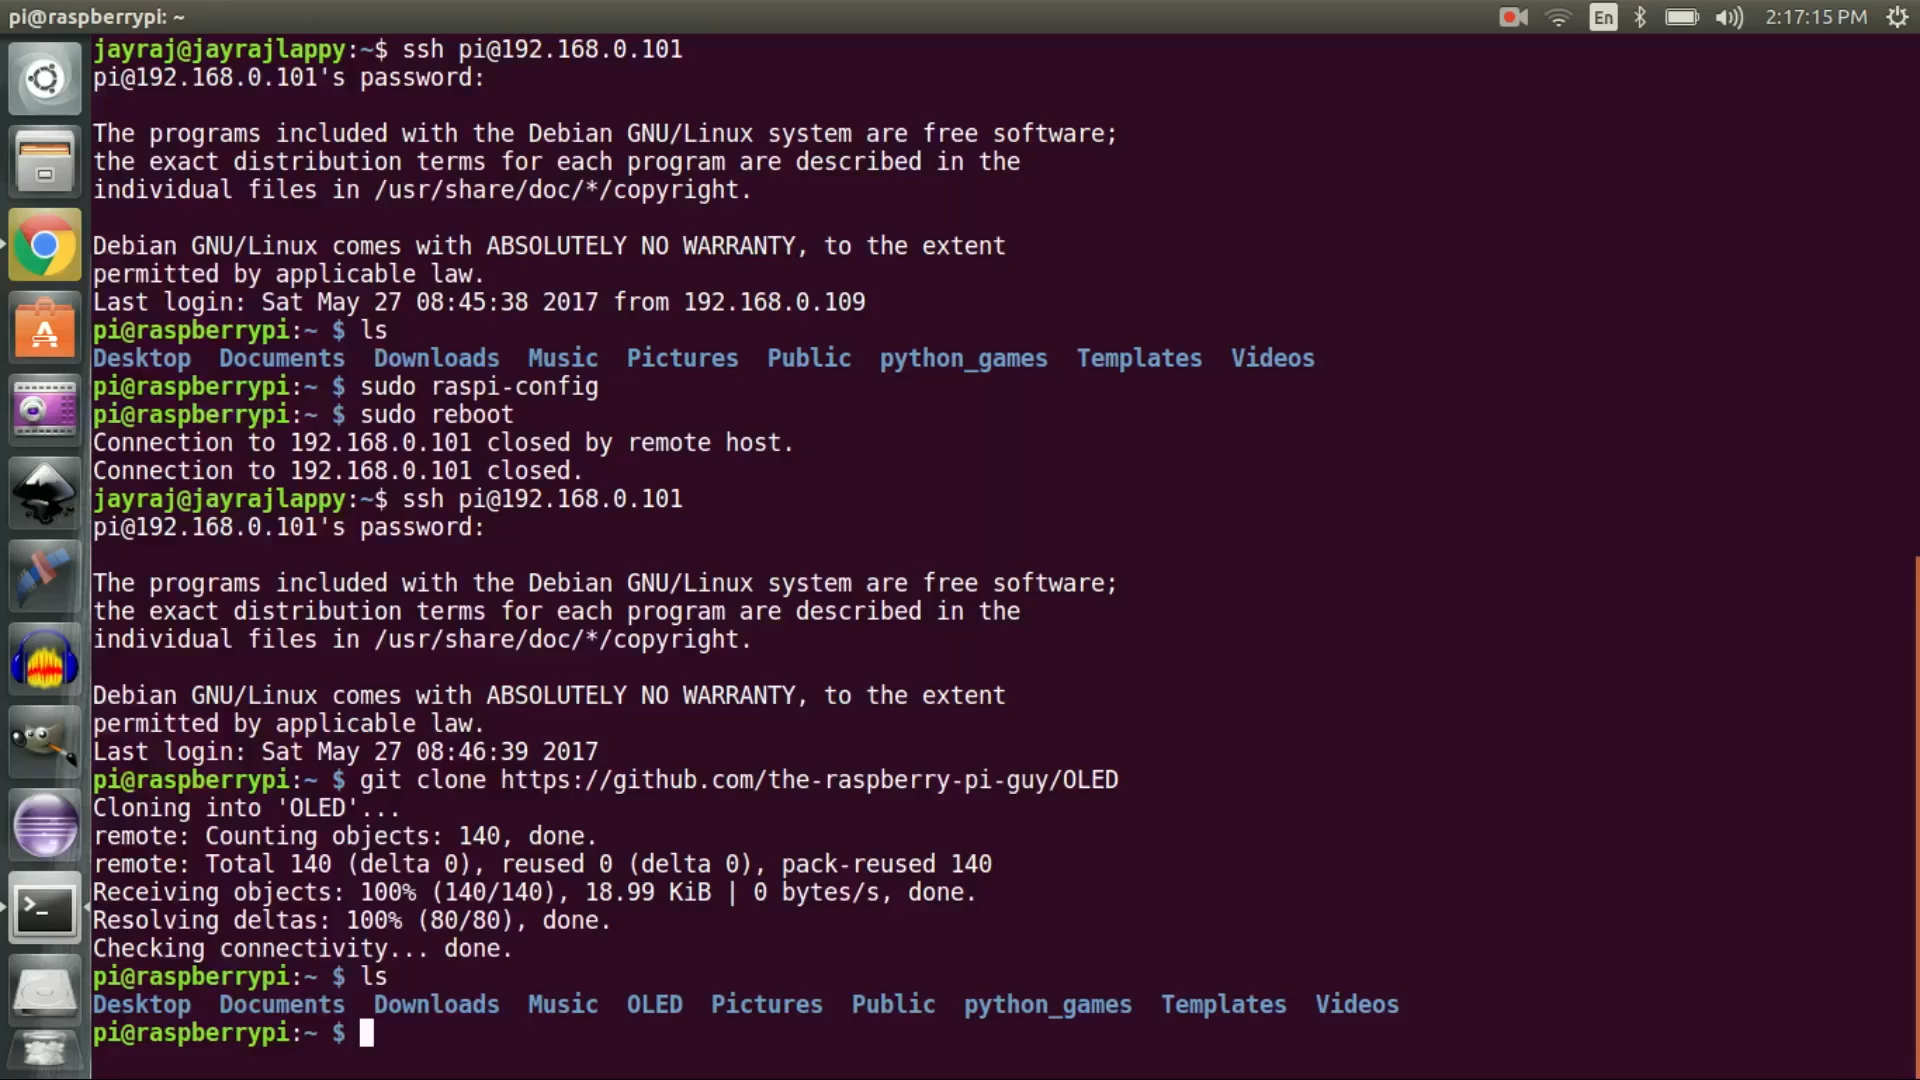 pi@raspberrypi: ~
En
2:17:15 PM
jayraj@jayrajlappy:~$ ssh pi@192.168.0.101
pi@192.168.0.101's password:
The programs included with the Debian GNU/Linux system are free software;
the exact distribution terms for each program are described in the
individual files in /usr/share/doc/*/copyright.
Debian GNU/Linux comes with ABSOLUTELY NO WARRANTY, to the extent
permitted by applicable law.
Last login: Sat May 27 08:45:38 2017 from 192.168.0.109
pi@raspberrypi:~ $ ls
Desktop  Documents  Downloads  Music  Pictures  Public  python_games  Templates  Videos
pi@raspberrypi:~ $ sudo raspi-config
pi@raspberrypi:~ $ sudo reboot
Connection to 192.168.0.101 closed by remote host.
Connection to 192.168.0.101 closed.
jayraj@jayrajlappy:~$ ssh pi@192.168.0.101
pi@192.168.0.101's password:
The programs included with the Debian GNU/Linux system are free software;
the exact distribution terms for each program are described in the
individual files in /usr/share/doc/*/copyright.
Debian GNU/Linux comes with ABSOLUTELY NO WARRANTY, to the extent
permitted by applicable law.
Last login: Sat May 27 08:46:39 2017
pi@raspberrypi:~ $ git clone https://github.com/the-raspberry-pi-guy/OLED
Cloning into 'OLED'...
remote: Counting objects: 140, done.
remote: Total 140 (delta 0), reused 0 (delta 0), pack-reused 140
Receiving objects: 100% (140/140), 18.99 KiB | 0 bytes/s, done.
Resolving deltas: 100% (80/80), done.
Checking connectivity... done.
pi@raspberrypi:~ $ ls
Desktop  Documents  Downloads  Music  OLED  Pictures  Public  python_games  Templates  Videos
pi@raspberrypi:~ $